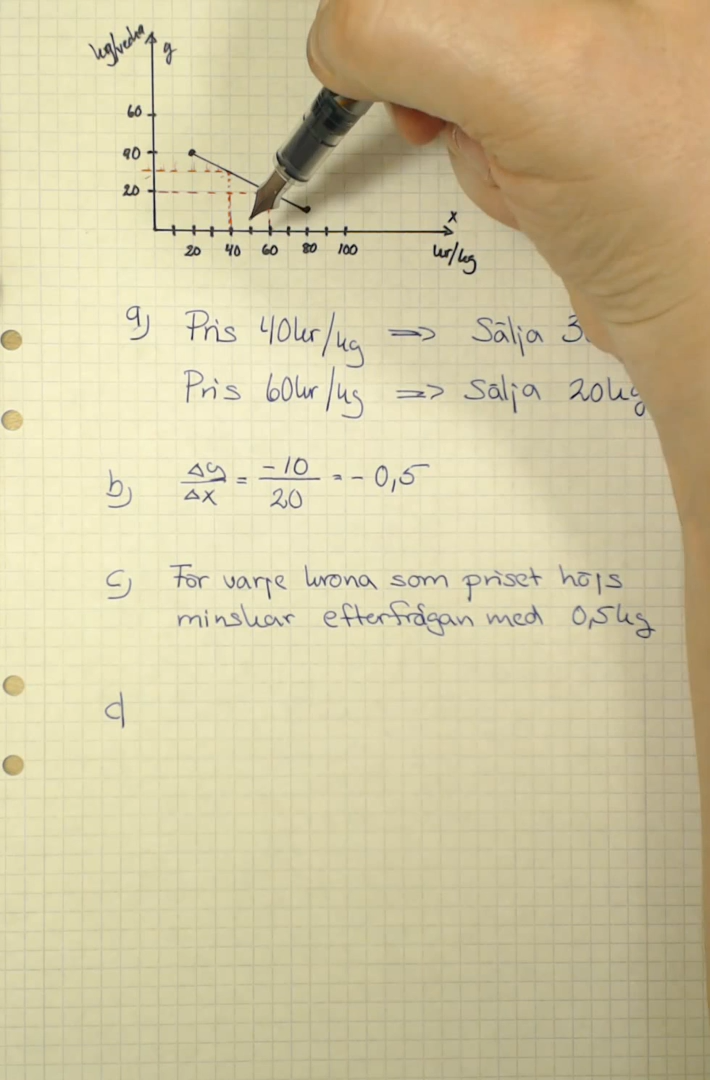 kg/vecka
y
60
40
20
20 40 60 80 100
x
kr/kg
a) Pris 40kr/kg => Sälja 3
Pris 60kr/kg => Sälja 20kg
b) Δy/Δx = -10/20 = -0,5
c) För varje krona som priset höjs
minskar efterfrågan med 0,5kg
d